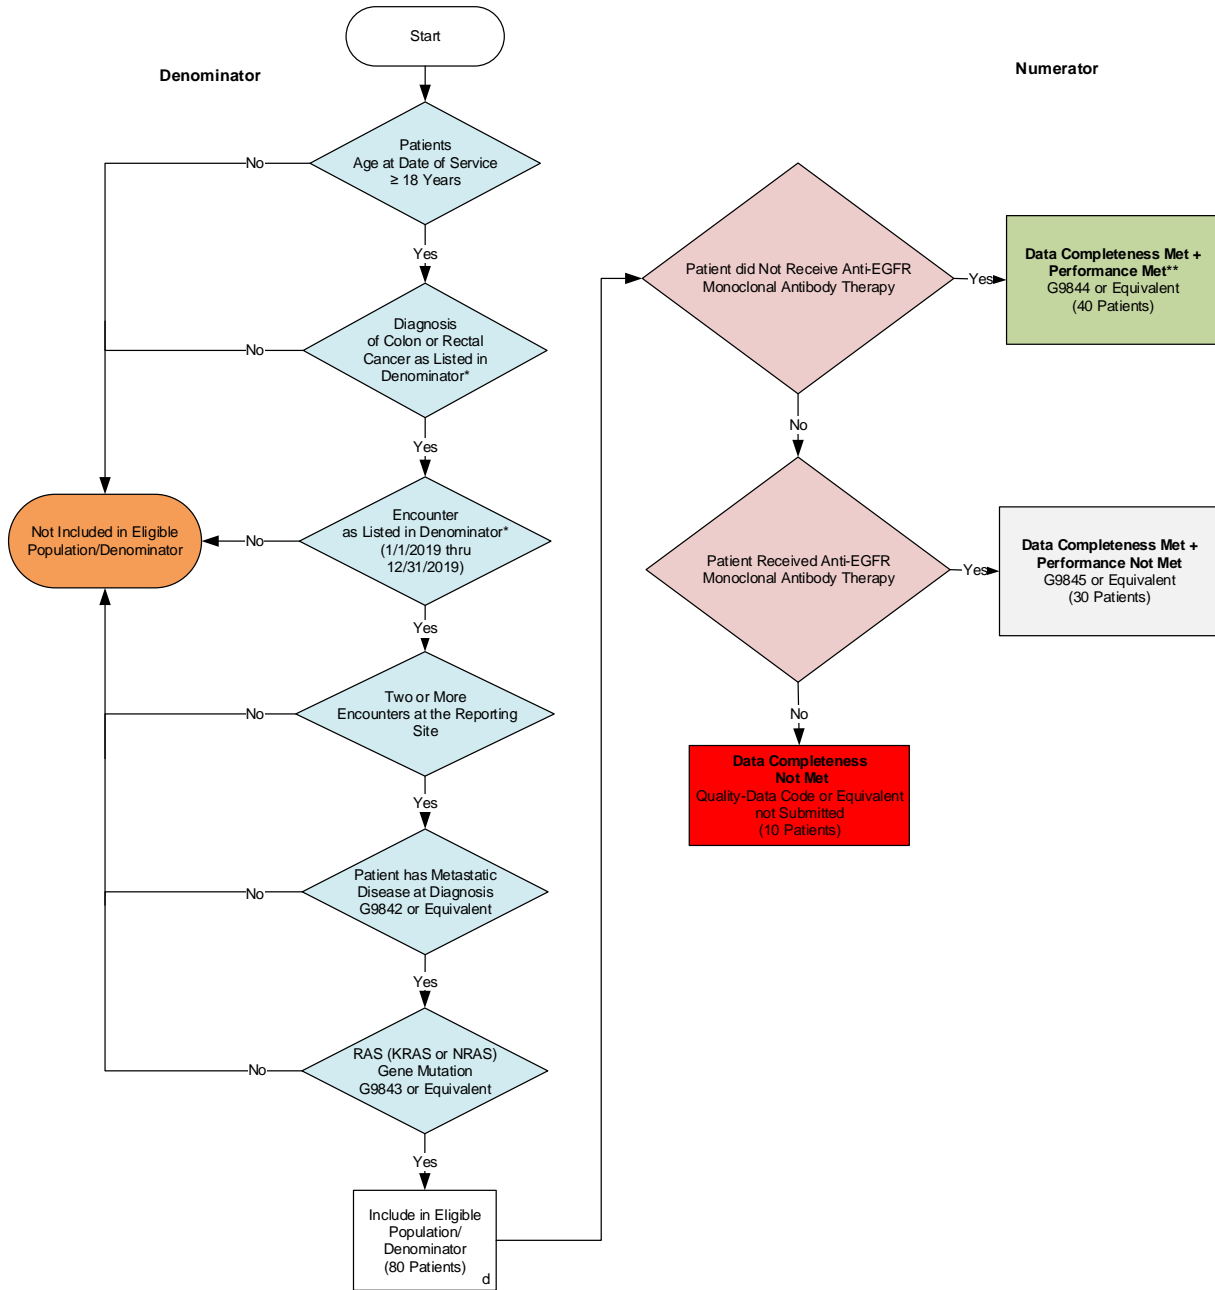 Start
Denominator
Patients
Age at Date of Service
≥ 18 Years
No
Yes
Diagnosis
of Colon or Rectal
Cancer as Listed in
Denominator*
No
Yes
Encounter
as Listed in Denominator*
(1/1/2019 thru
12/31/2019)
No
Not Included in Eligible
Population/Denominator
Yes
Two or More
Encounters at the Reporting
Site
No
Yes
Patient has Metastatic
Disease at Diagnosis
G9842 or Equivalent
No
Yes
RAS (KRAS or NRAS)
Gene Mutation
G9843 or Equivalent
No
Yes
Include in Eligible
Population/
Denominator
(80 Patients)
d
Numerator
Patient did Not Receive Anti-EGFR
Monoclonal Antibody Therapy
Yes
Data Completeness Met +
Performance Met**
G9844 or Equivalent
(40 Patients)
No
Patient Received Anti-EGFR
Monoclonal Antibody Therapy
Yes
Data Completeness Met +
Performance Not Met
G9845 or Equivalent
(30 Patients)
No
Data Completeness
Not Met
Quality-Data Code or Equivalent
not Submitted
(10 Patients)